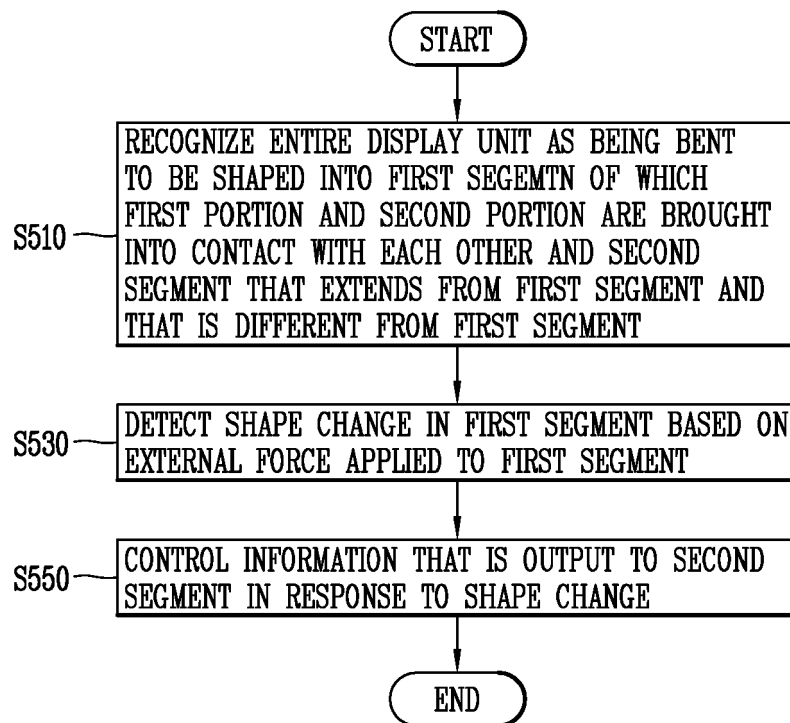 START
S510
RECOGNIZE ENTIRE DISPLAY UNIT AS BEING BENT
TO BE SHAPED INTO FIRST SEGEMTN OF WHICH
FIRST PORTION AND SECOND PORTION ARE BROUGHT
INTO CONTACT WITH EACH OTHER AND SECOND
SEGMENT THAT EXTENDS FROM FIRST SEGMENT AND
THAT IS DIFFERENT FROM FIRST SEGMENT
S530
DETECT SHAPE CHANGE IN FIRST SEGMENT BASED ON
EXTERNAL FORCE APPLIED TO FIRST SEGMENT
S550
CONTROL INFORMATION THAT IS OUTPUT TO SECOND
SEGMENT IN RESPONSE TO SHAPE CHANGE
END